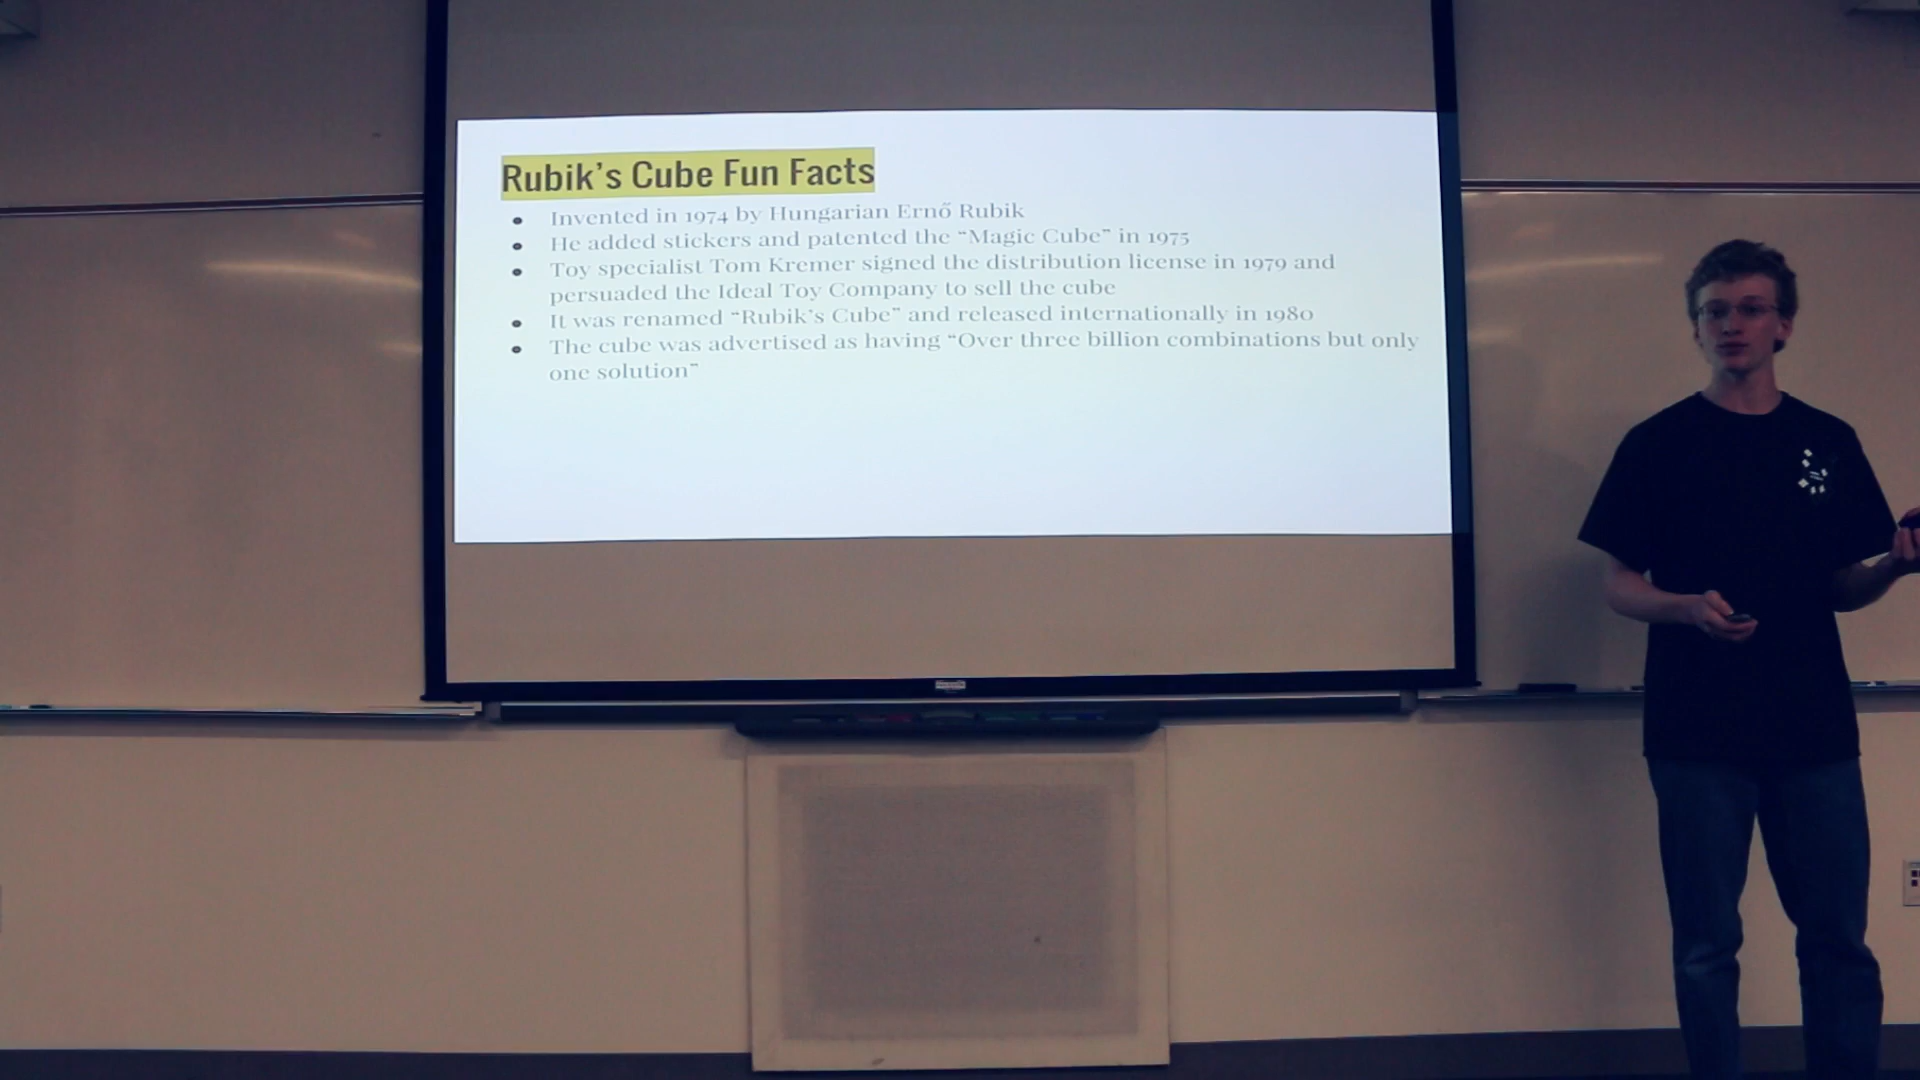 Rubik's Cube Fun Facts
● Invented in 1974 by Hungarian Ernő Rubik
● He added stickers and patented the “Magic Cube” in 1975
● Toy specialist Tom Kremer signed the distribution license in 1979 and
persuaded the Ideal Toy Company to sell the cube
● It was renamed “Rubik's Cube” and released internationally in 1980
● The cube was advertised as having “Over three billion combinations but only
one solution”